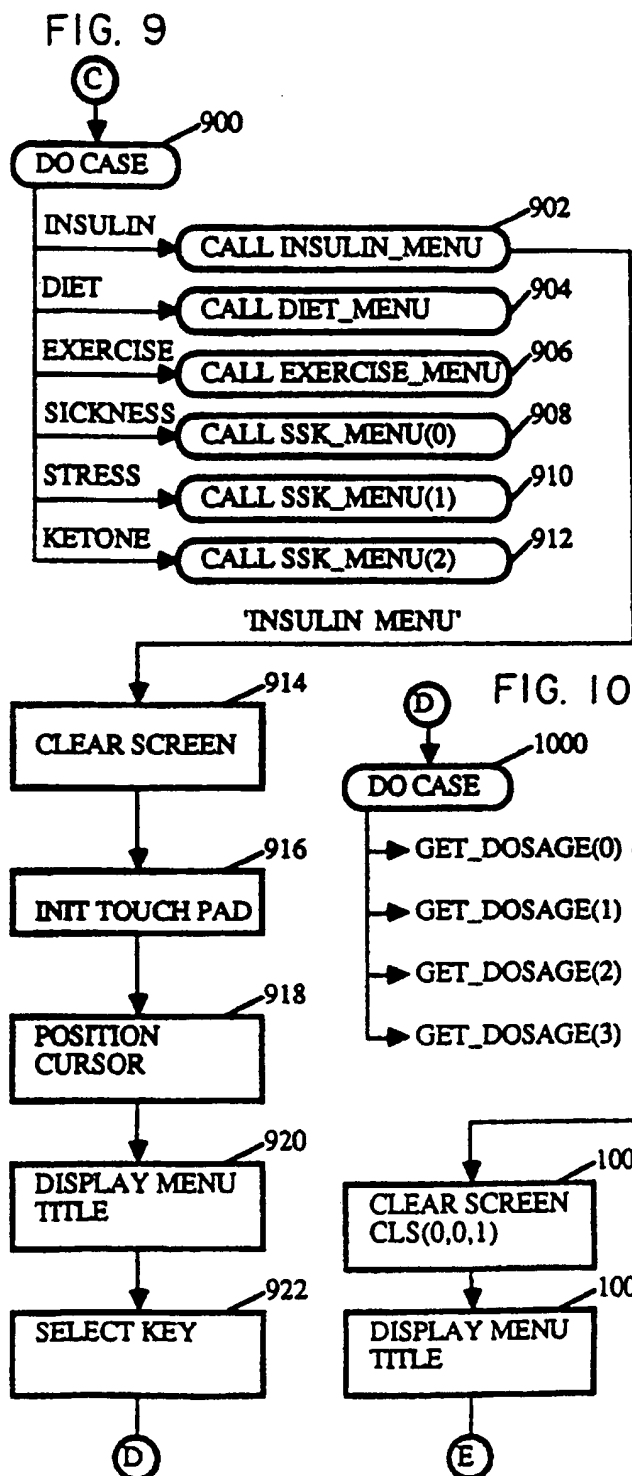 FIG. 9
C
900
DO CASE
INSULIN
902
CALL INSULIN_MENU
DIET
904
CALL DIET_MENU
EXERCISE
906
CALL EXERCISE_MENU
SICKNESS
908
CALL SSK_MENU(0)
STRESS
910
CALL SSK_MENU(1)
KETONE
912
CALL SSK_MENU(2)
'INSULIN MENU'
914
CLEAR SCREEN
916
INIT TOUCH PAD
918
POSITION
CURSOR
920
DISPLAY MENU
TITLE
922
SELECT KEY
D
FIG. 10
D
1000
DO CASE
GET_DOSAGE(0)
GET_DOSAGE(1)
GET_DOSAGE(2)
GET_DOSAGE(3)
CLEAR SCREEN
CLS(0,0,1)
DISPLAY MENU
TITLE
E